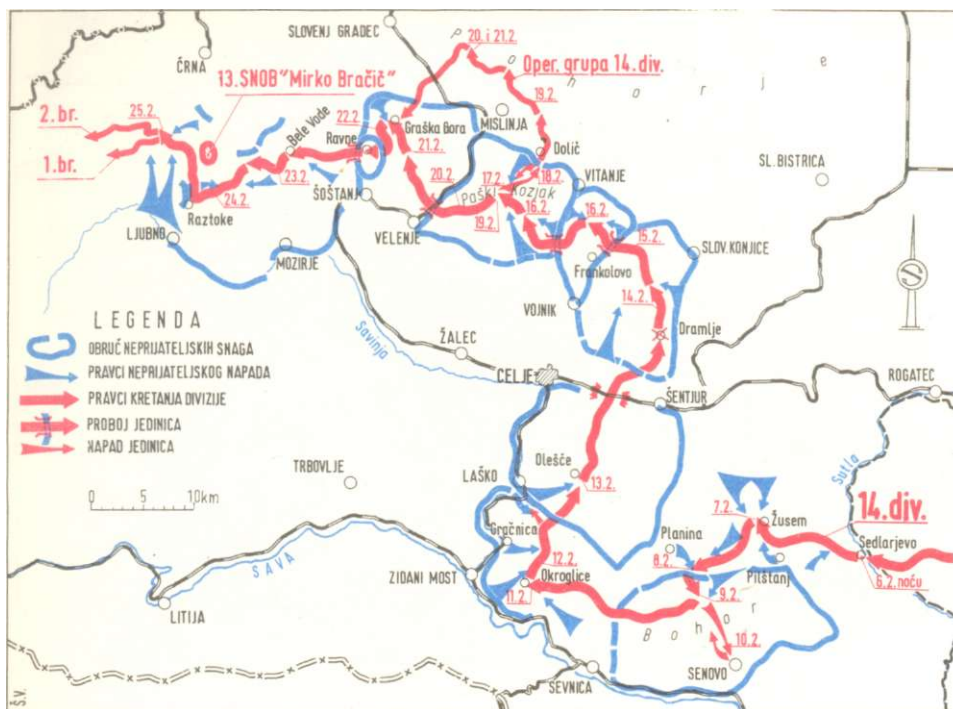 SLOVENJ GRADEC
ČRNA
P o h o r j e
20. i 21.2.
Oper. grupa 14. div.
13. SNOB "Mirko Bračič"
2. br.
25.2.
1. br.
Bele Vode
Ravne
22.2.
Graška Gora
21.2.
MISLINJA
19.2.
Dolič
SL. BISTRICA
23.2.
24.2.
Raztoke
ŠOŠTANJ
20.2.
17.2.
18.2.
Paški Kozjak
VITANJE
16.2.
16.2.
19.2.
15.2.
LJUBNO
MOZIRJE
VELENJE
Frankolovo
SLOV. KONJICE
VOJNIK
14.2.
Dramlje
LEGENDA
OBRUČ NEPRIJATELJSKIH SNAGA
PRAVCI NEPRIJATELJSKOG NAPADA
PRAVCI KRETANJA DIVIZIJE
PROBOJ JEDINICA
NAPAD JEDINICA
0 10km
Savinja
ŽALEC
CELJE
ŠENTJUR
ROGATEC
TRBOVLJE
LAŠKO
Olešče
13.2.
Sutla
Gračnica
12.2.
7.2.
Žusem
14. div.
Planina
8.2.
Pilštanj
Sedlarjevo
6.2. noću
SAVA
ZIDANI MOST
Okroglice
11.2.
9.2.
Bohor
10.2.
LITIJA
SENOVO
SEVNICA
Š.V.